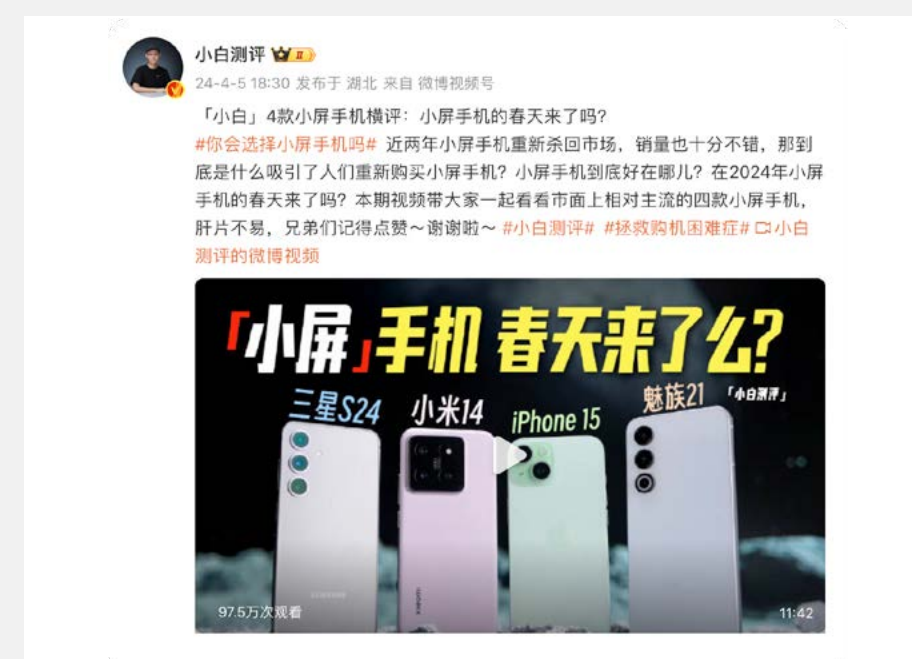 小白测评 II
24-4-5 18:30 发布于 湖北 来自 微博视频号
「小白」4款小屏手机横评：小屏手机的春天来了吗？
#你会选择小屏手机吗# 近两年小屏手机重新杀回市场，销量也十分不错，那到
底是什么吸引了人们重新购买小屏手机？小屏手机到底好在哪儿？在2024年小屏
手机的春天来了吗？本期视频带大家一起看看市面上相对主流的四款小屏手机，
肝片不易，兄弟们记得点赞～谢谢啦～ #小白测评# #拯救购机困难症# 小白
测评的微博视频
「小屏」手机 春天来了么?
三星S24 小米14 iPhone 15 魅族21 「小白测评」
SAMSUNG
xiaomi
97.5万次观看 11:42